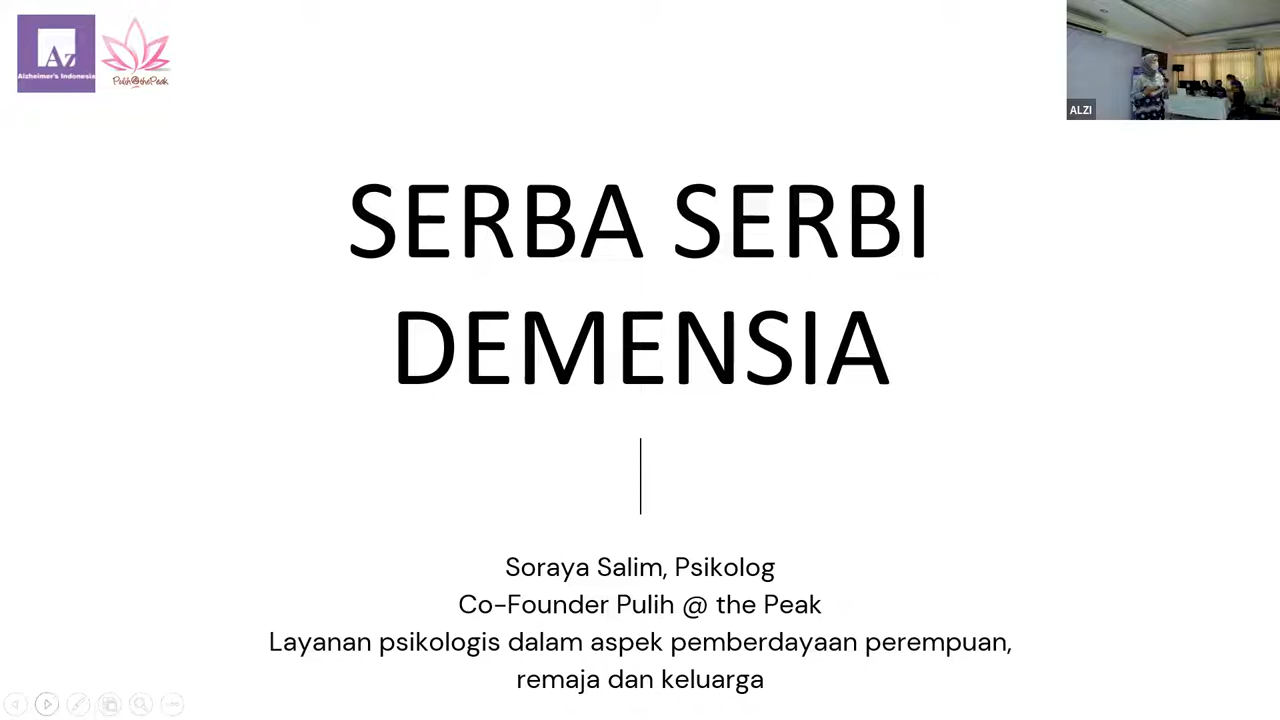 Az
Alzheimer's Indonesia
Pulih@thePeak
ALZI
SERBA SERBI
DEMENSIA
Soraya Salim, Psikolog
Co-Founder Pulih @ the Peak
Layanan psikologis dalam aspek pemberdayaan perempuan,
remaja dan keluarga